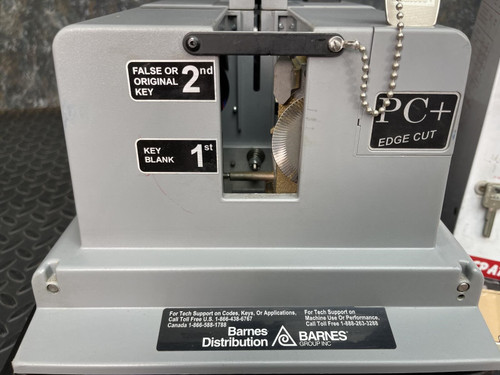 FALSE OR
ORIGINAL
KEY
2nd
KEY
BLANK
1st
PC+
EDGE CUT
For Tech Support on Codes, Keys, Or Applications,
Call Toll Free U.S. 1-866-436-6767
Canada 1-866-588-1788
For Tech Support on
Machine Use Or Performance,
Call Toll Free 1-888-263-3288
Barnes
Distribution
BARNES
GROUP INC